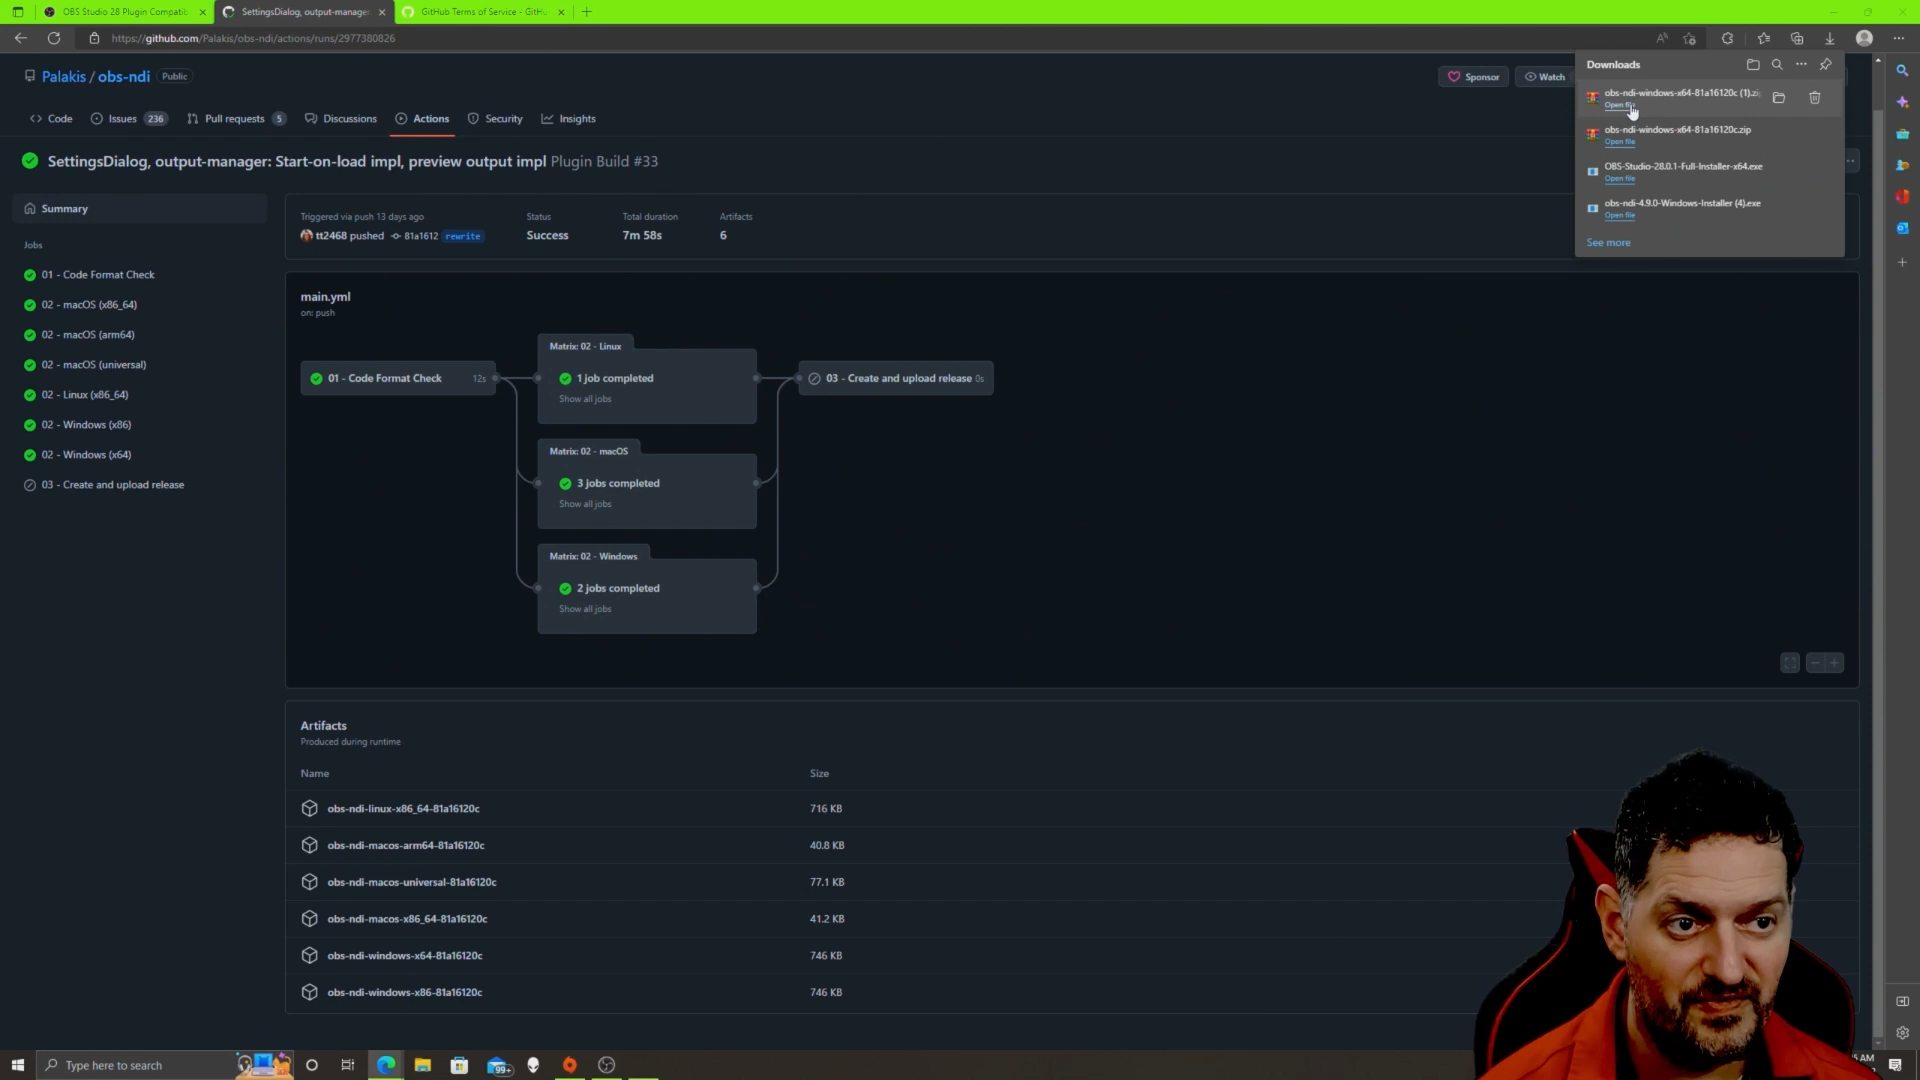 OBS Studio 28 Plugin Compatib
SettingsDialog, output-manager
GitHub Terms of Service - GitHu
https://github.com/Palakis/obs-ndi/actions/runs/2977380826
Palakis / obs-ndi Public
Sponsor
Watch
Code
Issues 236
Pull requests 5
Discussions
Actions
Security
Insights
SettingsDialog, output-manager: Start-on-load impl, preview output impl Plugin Build #33
Downloads
obs-ndi-windows-x64-81a16120c (1).zi
Open file
obs-ndi-windows-x64-81a16120c.zip
Open file
OBS-Studio-28.0.1-Full-Installer-x64.exe
Open file
obs-ndi-4.9.0-Windows-Installer (4).exe
Open file
See more
Summary
Jobs
01 - Code Format Check
02 - macOS (x86_64)
02 - macOS (arm64)
02 - macOS (universal)
02 - Linux (x86_64)
02 - Windows (x86)
02 - Windows (x64)
03 - Create and upload release
Triggered via push 13 days ago
tt2468 pushed 81a1612 rewrite
Status
Success
Total duration
7m 58s
Artifacts
6
main.yml
on: push
01 - Code Format Check 12s
Matrix: 02 - Linux
1 job completed
Show all jobs
03 - Create and upload release 0s
Matrix: 02 - macOS
3 jobs completed
Show all jobs
Matrix: 02 - Windows
2 jobs completed
Show all jobs
Artifacts
Produced during runtime
Name Size
obs-ndi-linux-x86_64-81a16120c 716 KB
obs-ndi-macos-arm64-81a16120c 40.8 KB
obs-ndi-macos-universal-81a16120c 77.1 KB
obs-ndi-macos-x86_64-81a16120c 41.2 KB
obs-ndi-windows-x64-81a16120c 746 KB
obs-ndi-windows-x86-81a16120c 746 KB
Type here to search
99+
AM